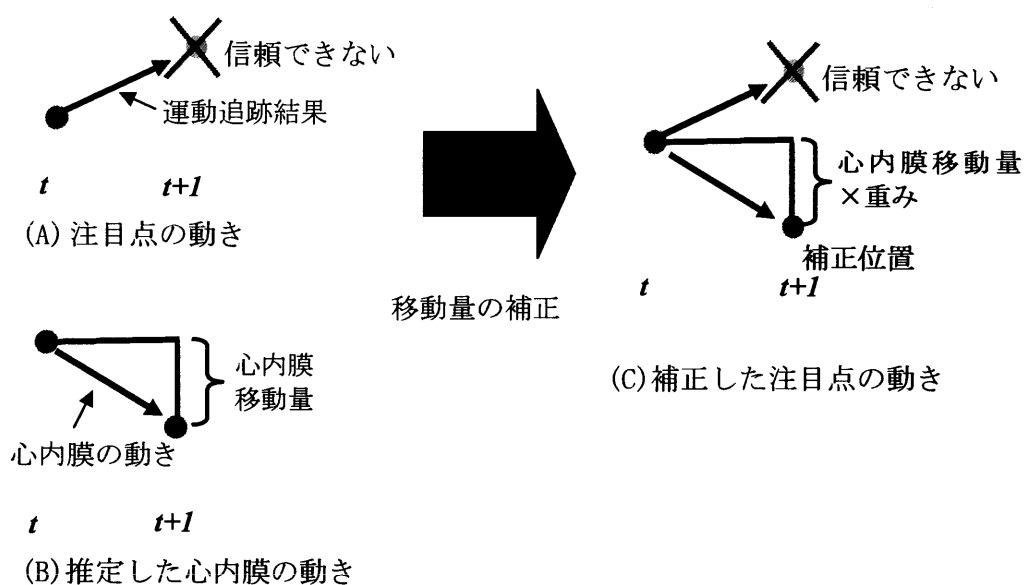 信頼できない
運動追跡結果
t t+1
(A)注目点の動き
心内膜
移動量
心内膜の動き
t t+1
(B)推定した心内膜の動き
移動量の補正
信頼できない
心内膜移動量
×重み
補正位置
t t+1
(C)補正した注目点の動き